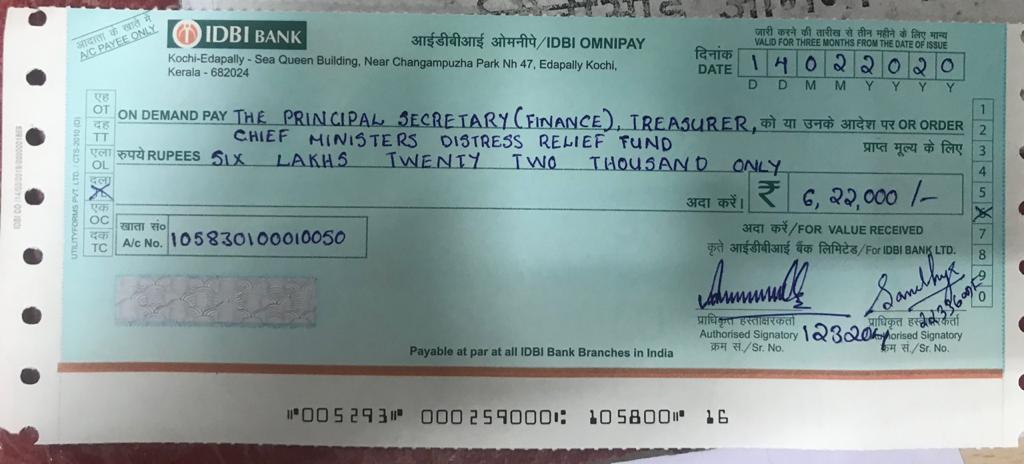 आदाता के खाते में
A/C PAYEE ONLY
IDBI BANK
Kochi-Edapally - Sea Queen Building, Near Changampuzha Park Nh 47, Edapally Kochi,
Kerala - 682024
आईडीबीआई ओमनीपे/IDBI OMNIPAY
जारी करने की तारीख से तीन महीने के लिए मान्य
VALID FOR THREE MONTHS FROM THE DATE OF ISSUE
दिनांक
DATE 1 4 0 2 2 0 2 0
D D M M Y Y Y Y
ON DEMAND PAY THE PRINCIPAL SECRETARY (FINANCE), TREASURER, को या उनके आदेश पर OR ORDER
CHIEF MINISTERS DISTRESS RELIEF FUND प्राप्त मूल्य के लिए
रुपये RUPEES SIX LAKHS TWENTY TWO THOUSAND ONLY
अदा करें। ₹ 6,22,000/-
एह
OT
दह
TT
एला
OL
दला
एक
OC
दक
TC
1
2
3
4
5
7
8
9
0
खाता सं०
A/c No. 105830100010050
अदा करें/FOR VALUE RECEIVED
कृते आईडीबीआई बैंक लिमिटेड/For IDBI BANK LTD.
Sandhya
प्राधिकृत हस्ताक्षरकर्ता
Authorised Signatory
क्रम सं./Sr. No.
प्राधिकृत हस्ताक्षरकर्ता
Authorised Signatory
क्रम सं./Sr. No.
Payable at par at all IDBI Bank Branches in India
UTILITYFORMS PVT. LTD. / CTS-2010
⑈005293⑈ 000259000⑆ 105800⑈ 16